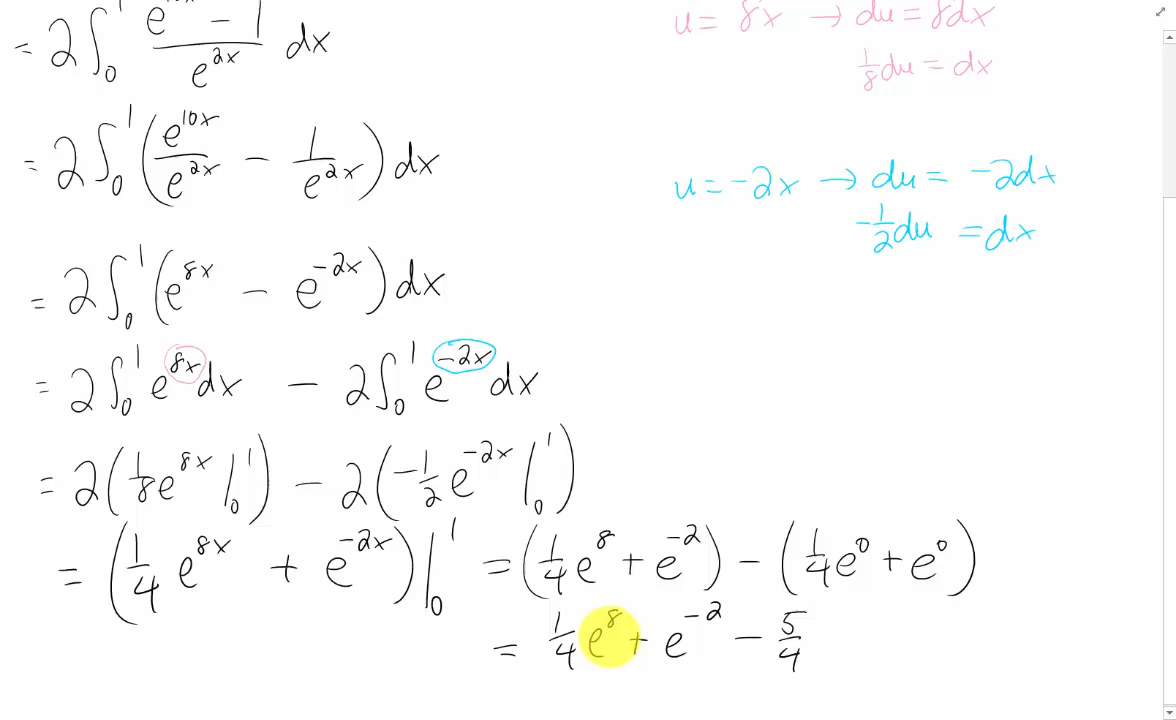 = 2∫₀¹ (e^{10x} − 1)/e^{2x} dx
u = 8x → du = 8dx
1/8 du = dx
= 2∫₀¹ (e^{10x}/e^{2x} − 1/e^{2x}) dx
u = −2x → du = −2dx
−1/2 du = dx
= 2∫₀¹ (e^{8x} − e^{−2x}) dx
= 2∫₀¹ e^{8x} dx − 2∫₀¹ e^{−2x} dx
= 2(1/8 e^{8x} |₀¹) − 2(−1/2 e^{−2x} |₀¹)
= (1/4 e^{8x} + e^{−2x}) |₀¹ = (1/4 e^8 + e^{−2}) − (1/4 e^0 + e^0)
= 1/4 e^8 + e^{−2} − 5/4